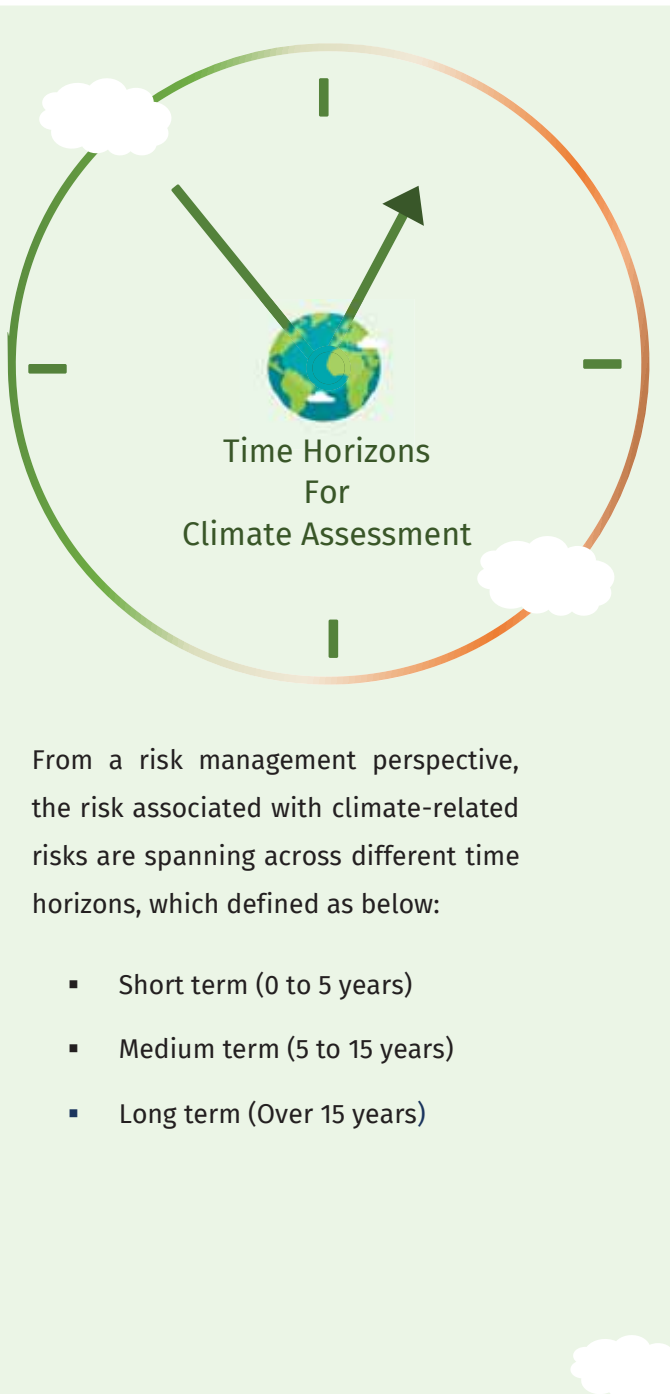 Time Horizons
For
Climate Assessment
From a risk management perspective,
the risk associated with climate-related
risks are spanning across different time
horizons, which defined as below:
▪ Short term (0 to 5 years)
▪ Medium term (5 to 15 years)
▪ Long term (Over 15 years)